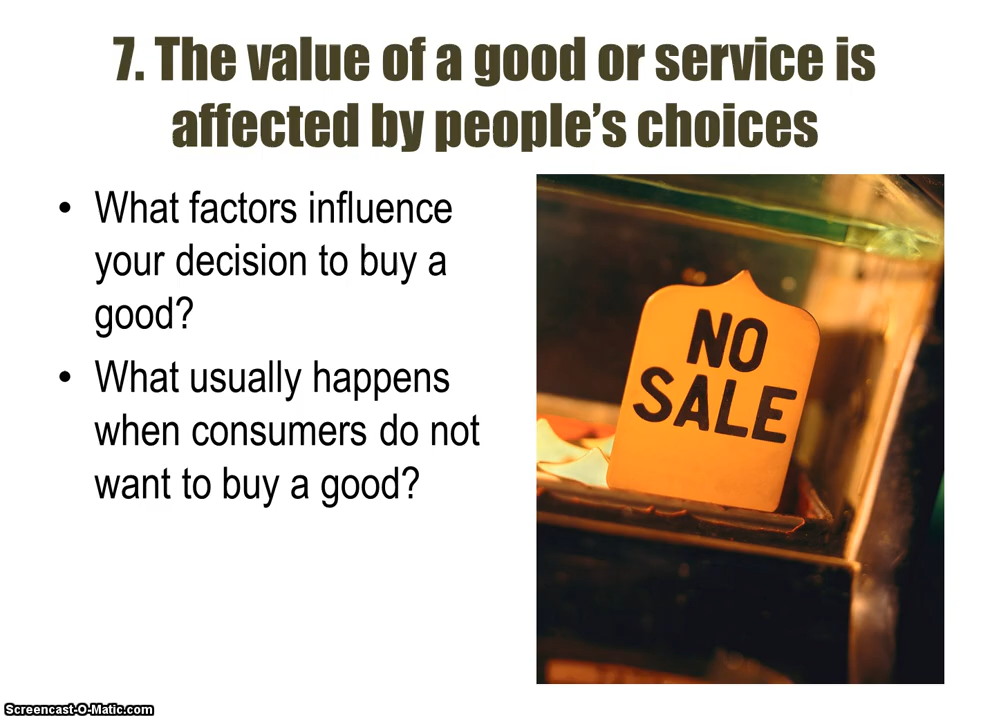 7. The value of a good or service is
affected by people’s choices
• What factors influence
your decision to buy a
good?
• What usually happens
when consumers do not
want to buy a good?
NO
SALE
Screencast-O-Matic.com